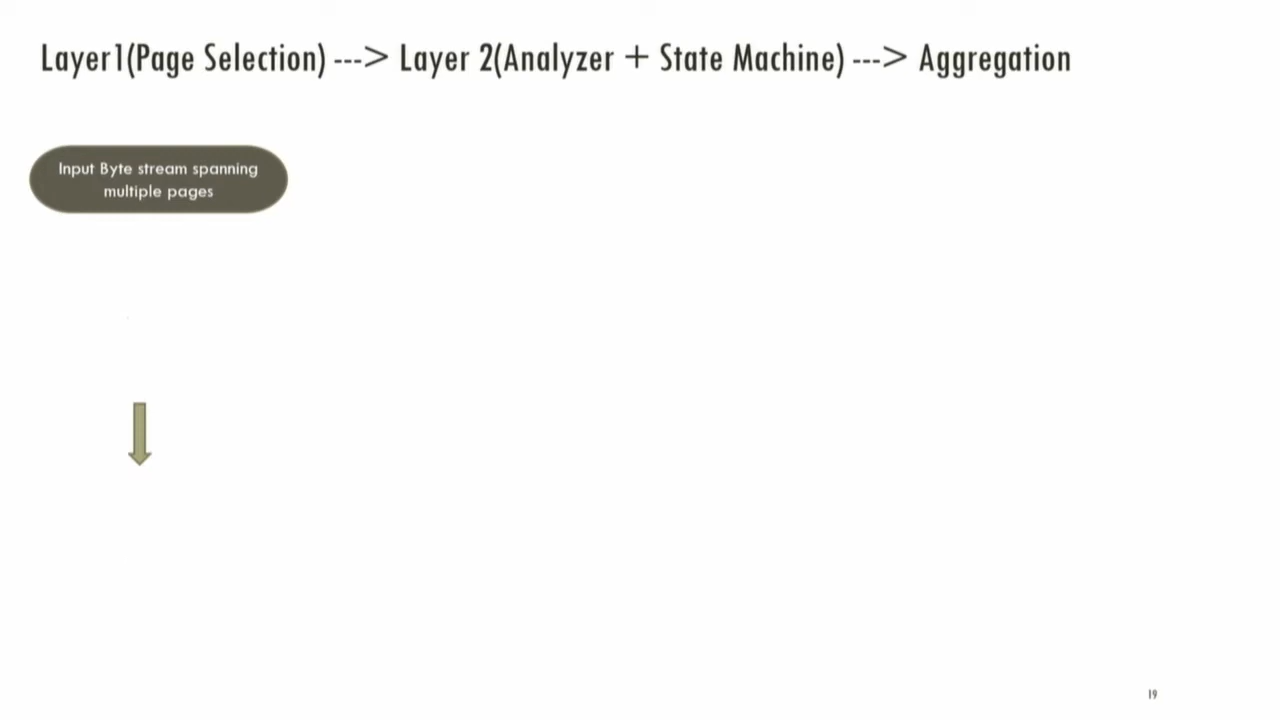 Layer1(Page Selection) ---> Layer 2(Analyzer + State Machine) ---> Aggregation
Input Byte stream spanning
multiple pages
19